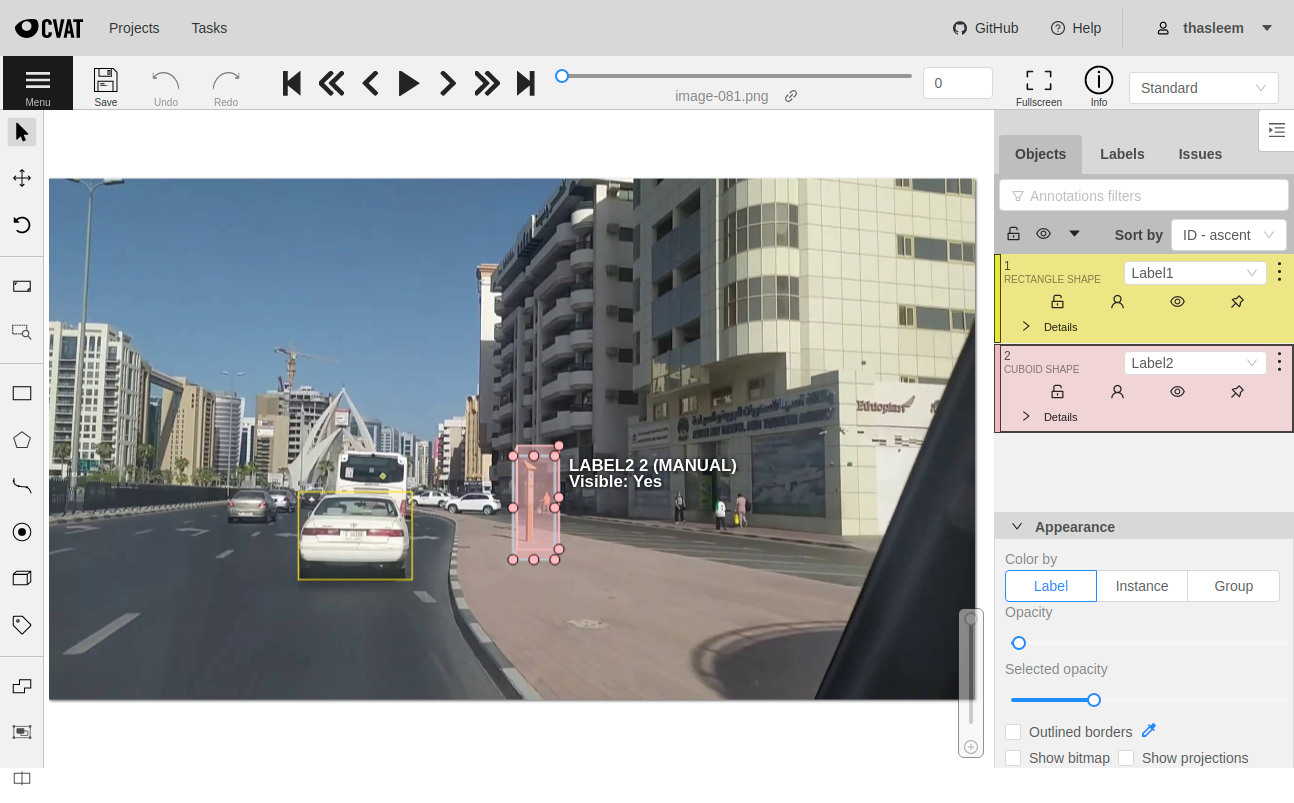 CVAT Projects Tasks GitHub Help thasleem
Menu Save Undo Redo image-081.png 0 Fullscreen Info Standard
Objects Labels Issues
Annotations filters
Sort by ID - ascent
1
RECTANGLE SHAPE
Label1
Details
2
CUBOID SHAPE
Label2
Details
Ethiopian
LABEL2 2 (MANUAL)
Visible: Yes
Appearance
Color by
Label Instance Group
Opacity
Selected opacity
Outlined borders
Show bitmap Show projections